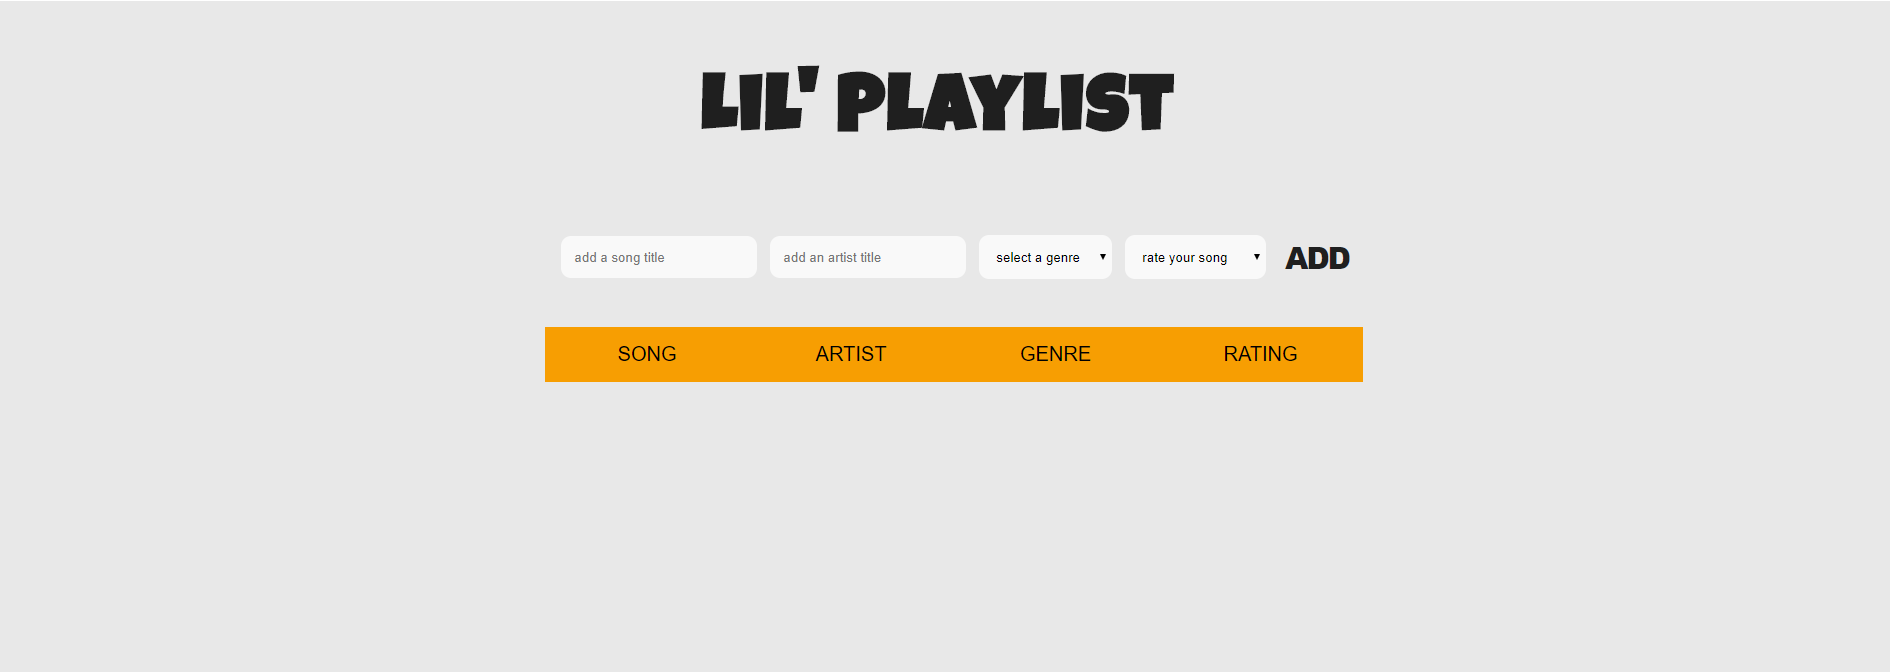 LIL' PLAYLIST
add a song title add an artist title select a genre rate your song ADD
SONG ARTIST GENRE RATING